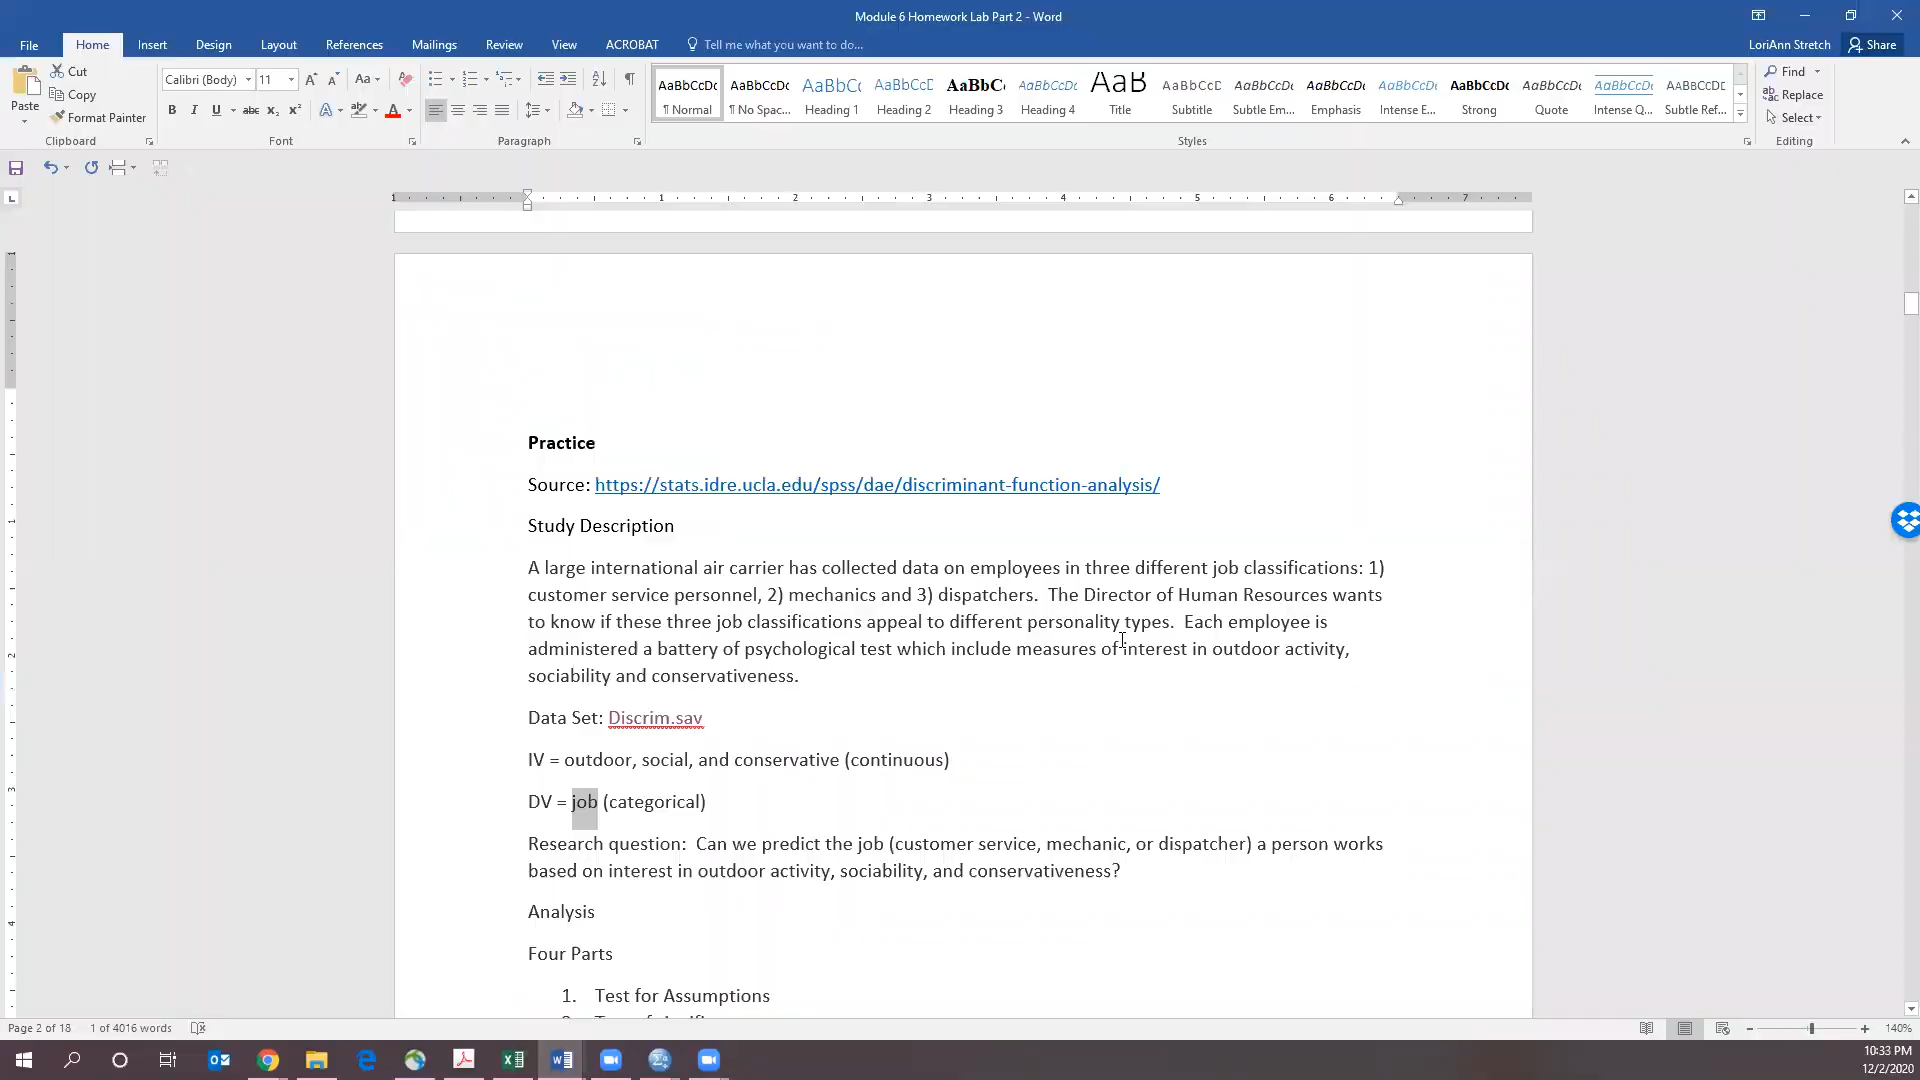 Module 6 Homework Lab Part 2 - Word
File Home Insert Design Layout References Mailings Review View ACROBAT Tell me what you want to do... LoriAnn Stretch Share
Paste Cut Copy Format Painter
Calibri (Body) 11
AaBbCcDc AaBbCcDc AaBbCc AaBbCcD AaBbC AaBbCcDc AaB AaBbCcD AaBbCcDc AaBbCcDc AaBbCcDc AaBbCcDc AaBbCcDc AaBbCcDc AaBbCcDD
¶ Normal ¶ No Spac... Heading 1 Heading 2 Heading 3 Heading 4 Title Subtitle Subtle Em... Emphasis Intense E... Strong Quote Intense Q... Subtle Ref...
Find Replace Select
Clipboard Font Paragraph Styles Editing
1 1 2 3 4 5 6 7
Practice
Source: https://stats.idre.ucla.edu/spss/dae/discriminant-function-analysis/
Study Description
A large international air carrier has collected data on employees in three different job classifications: 1)
customer service personnel, 2) mechanics and 3) dispatchers.  The Director of Human Resources wants
to know if these three job classifications appeal to different personality types.  Each employee is
administered a battery of psychological test which include measures of interest in outdoor activity,
sociability and conservativeness.
Data Set: Discrim.sav
IV = outdoor, social, and conservative (continuous)
DV = job (categorical)
Research question:  Can we predict the job (customer service, mechanic, or dispatcher) a person works
based on interest in outdoor activity, sociability, and conservativeness?
Analysis
Four Parts
1. Test for Assumptions
Page 2 of 18 1 of 4016 words 140%
10:33 PM
12/2/2020